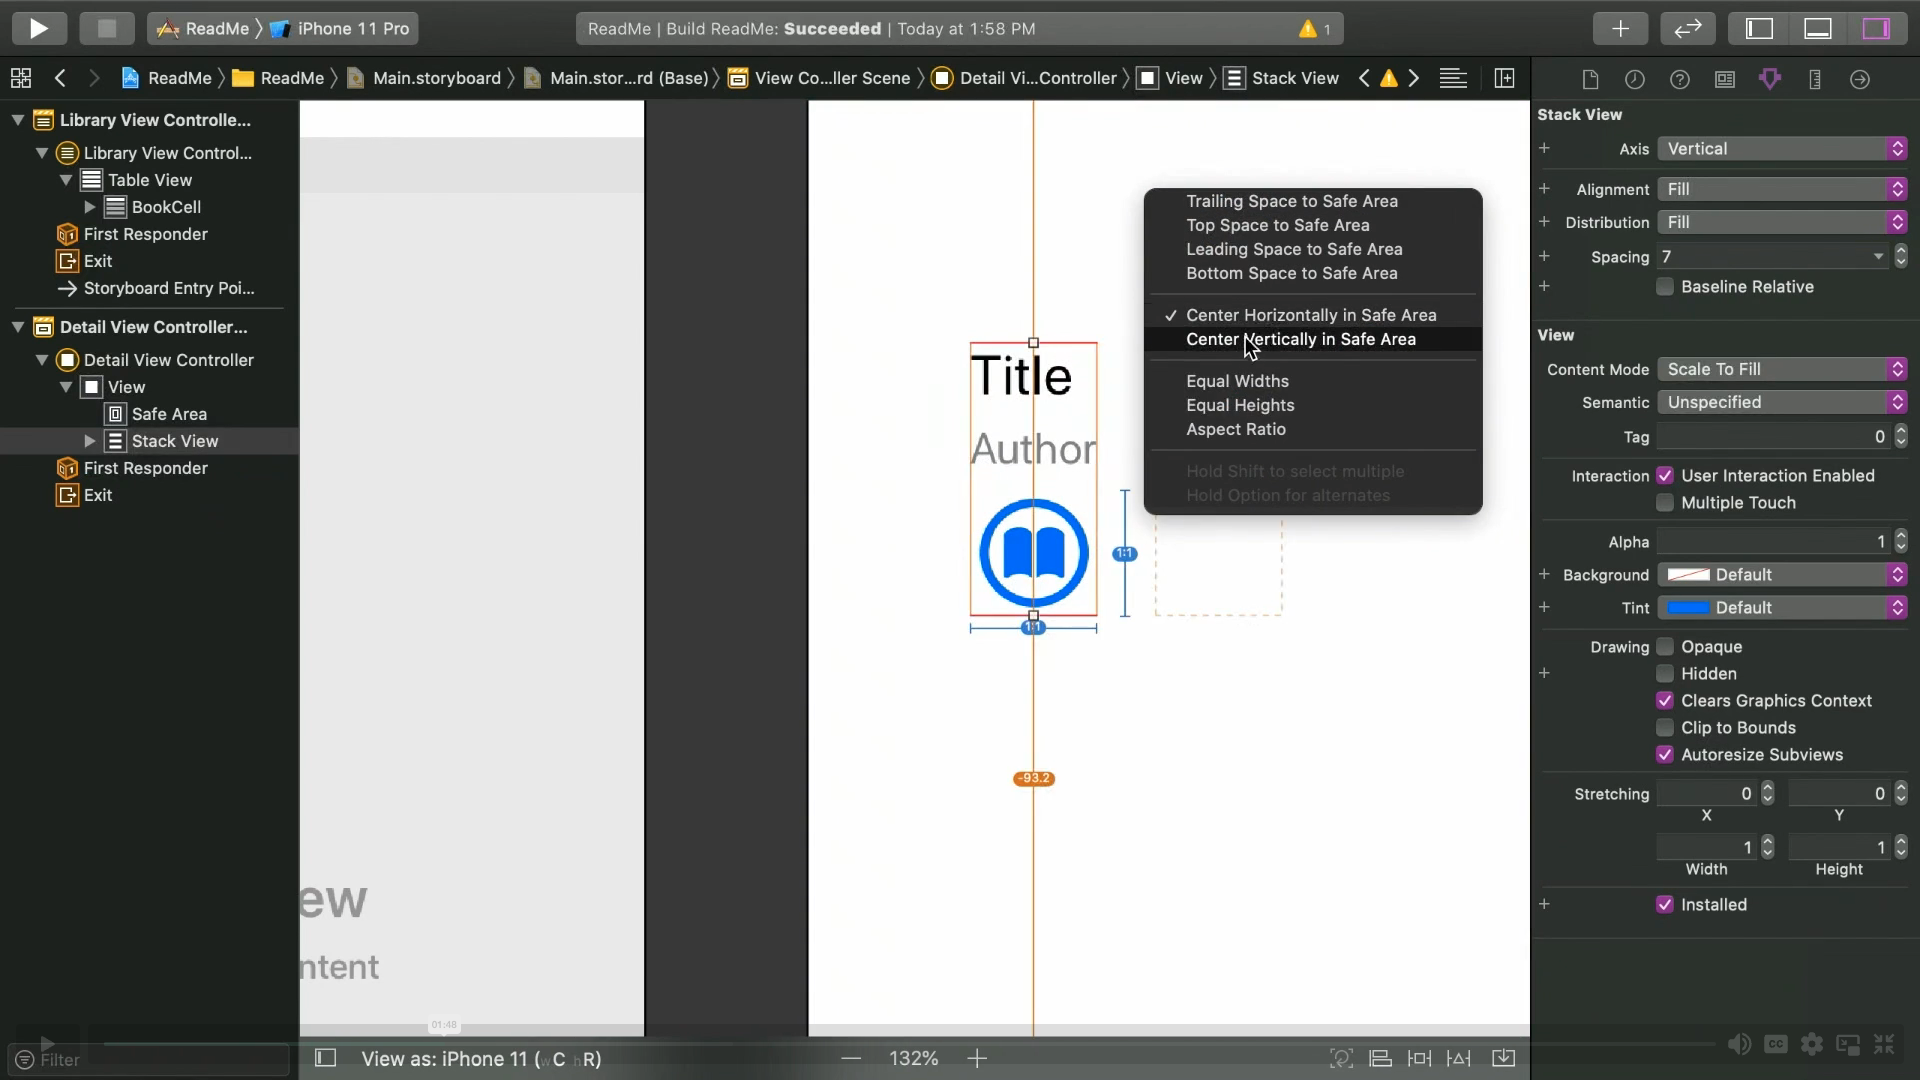 ReadMe
iPhone 11 Pro
ReadMe | Build ReadMe: Succeeded | Today at 1:58 PM
1
ReadMe
ReadMe
Main.storyboard
Main.stor...rd (Base)
View Co...ller Scene
Detail Vi...Controller
View
Stack View
Library View Controlle...
Library View Control...
Table View
BookCell
First Responder
Exit
Storyboard Entry Poi...
Detail View Controller...
Detail View Controller
View
Safe Area
Stack View
First Responder
Exit
Filter
ew
ntent
01:48
Title
Author
1:1
-93.2
Trailing Space to Safe Area
Top Space to Safe Area
Leading Space to Safe Area
Bottom Space to Safe Area
✓ Center Horizontally in Safe Area
Center Vertically in Safe Area
Equal Widths
Equal Heights
Aspect Ratio
Hold Shift to select multiple
Hold Option for alternates
View as: iPhone 11 (wC hR)
132%
CC
Stack View
Axis Vertical
Alignment Fill
Distribution Fill
Spacing 7
Baseline Relative
View
Content Mode Scale To Fill
Semantic Unspecified
Tag 0
Interaction User Interaction Enabled
Multiple Touch
Alpha 1
Background Default
Tint Default
Drawing Opaque
Hidden
Clears Graphics Context
Clip to Bounds
Autoresize Subviews
Stretching 0 0
X Y
1 1
Width Height
Installed